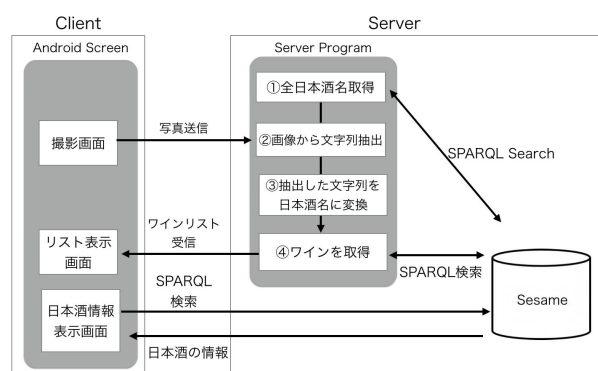 Client
Server
Android Screen
Server Program
①全日本酒名取得
写真送信
撮影画面
②画像から文字列抽出
SPARQL Search
③抽出した文字列を
日本酒名に変換
ワインリスト
受信
リスト表示
画面
④ワインを取得
SPARQL検索
SPARQL
検索
Sesame
日本酒情報
表示画面
日本酒の情報